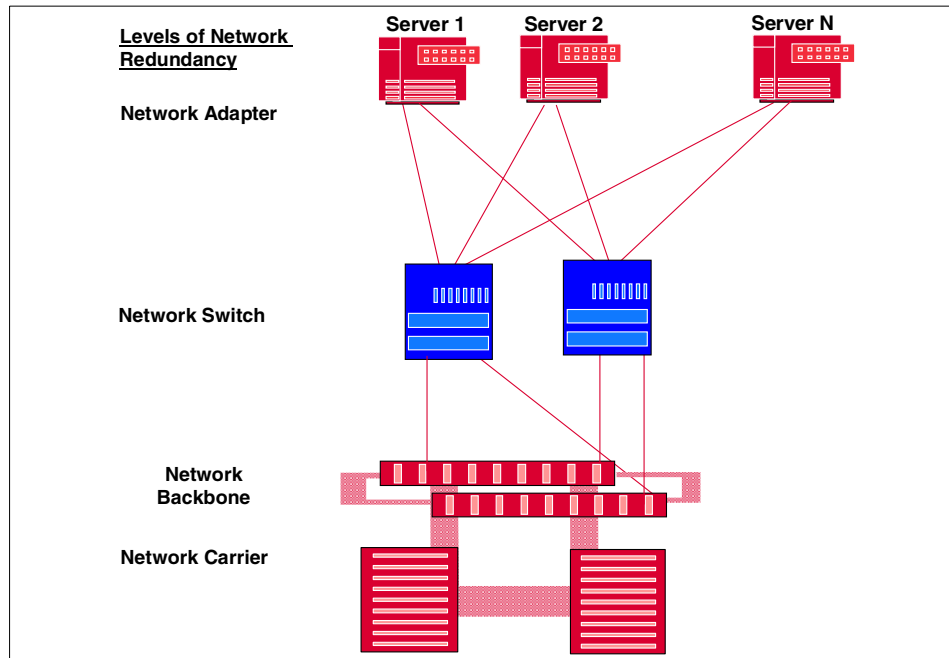 Server 1
Server 2
Server N
Levels of Network
Redundancy
Network Adapter
Network Switch
Network
Backbone
Network Carrier